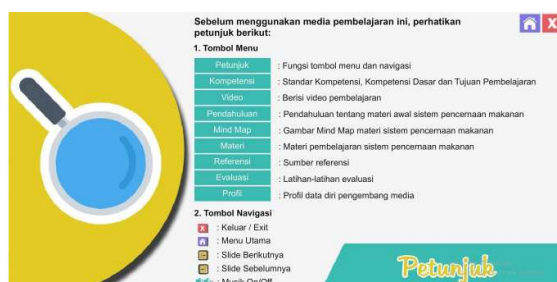 Sebelum menggunakan media pembelajaran ini, perhatikan
petunjuk berikut:
X
1. Tombol Menu
Petunjuk : Fungsi tombol menu dan navigasi
Kompetensi : Standar Kompetensi, Kompetensi Dasar dan Tujuan Pembelajaran
Video : Berisi video pembelajaran
Pendahuluan : Pendahuluan tentang materi awal sistem pencernaan makanan
Mind Map : Gambar Mind Map materi sistem pencernaan makanan
Materi : Materi pembelajaran sistem pencernaan makanan
Referensi : Sumber referensi
Evaluasi : Latihan-latihan evaluasi
Profil : Profil data diri pengembang media
2. Tombol Navigasi
X : Keluar / Exit
: Menu Utama
: Slide Berikutnya
: Slide Sebelumnya
: Musik On/Off
Petunjuk